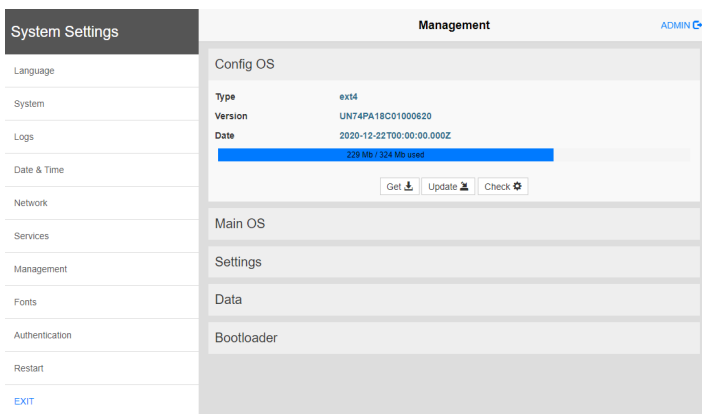 System Settings
Language
System
Logs
Date & Time
Network
Services
Management
Fonts
Authentication
Restart
EXIT
Management
ADMIN
Config OS
Type ext4
Version UN74PA18C01000620
Date 2020-12-22T00:00:00.000Z
229 Mb / 324 Mb used
Get Update Check
Main OS
Settings
Data
Bootloader